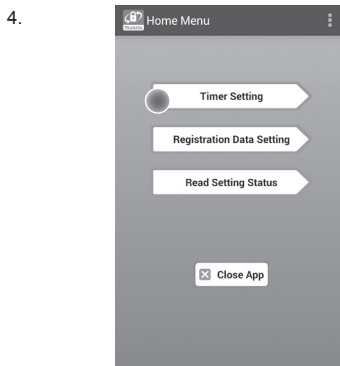 4.
Home Menu
Timer Setting
Registration Data Setting
Read Setting Status
Close App